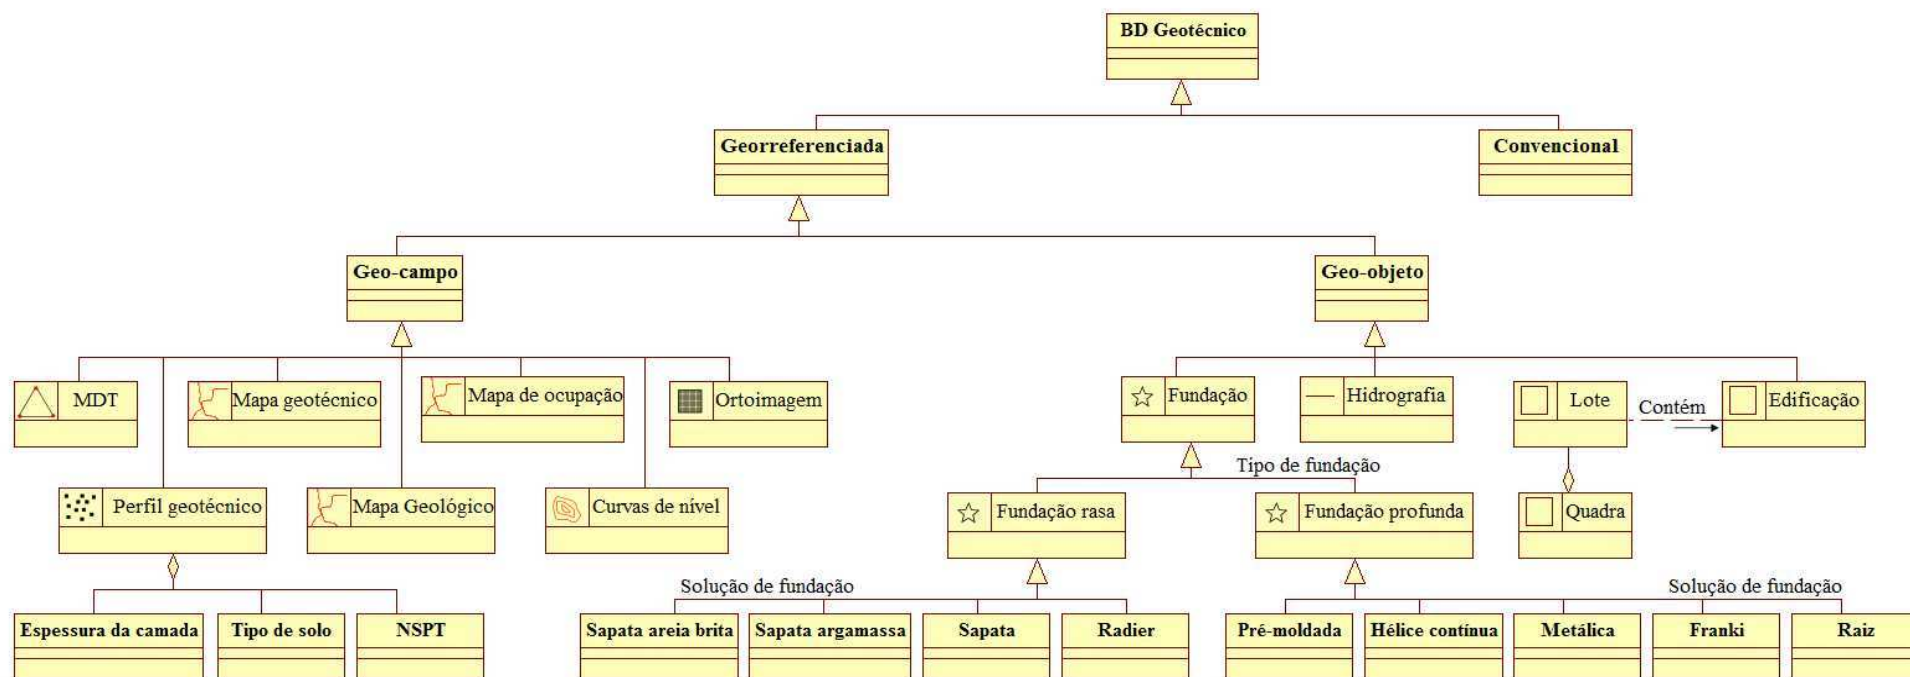 BD Geotécnico
Georreferenciada
Convencional
Geo-campo
Geo-objeto
MDT
Mapa geotécnico
Mapa de ocupação
Ortoimagem
Fundação
Hidrografia
Lote
Contém
Edificação
Tipo de fundação
Perfil geotécnico
Mapa Geológico
Curvas de nível
Fundação rasa
Fundação profunda
Quadra
Solução de fundação
Solução de fundação
Espessura da camada
Tipo de solo
NSPT
Sapata areia brita
Sapata argamassa
Sapata
Radier
Pré-moldada
Hélice contínua
Metálica
Franki
Raiz